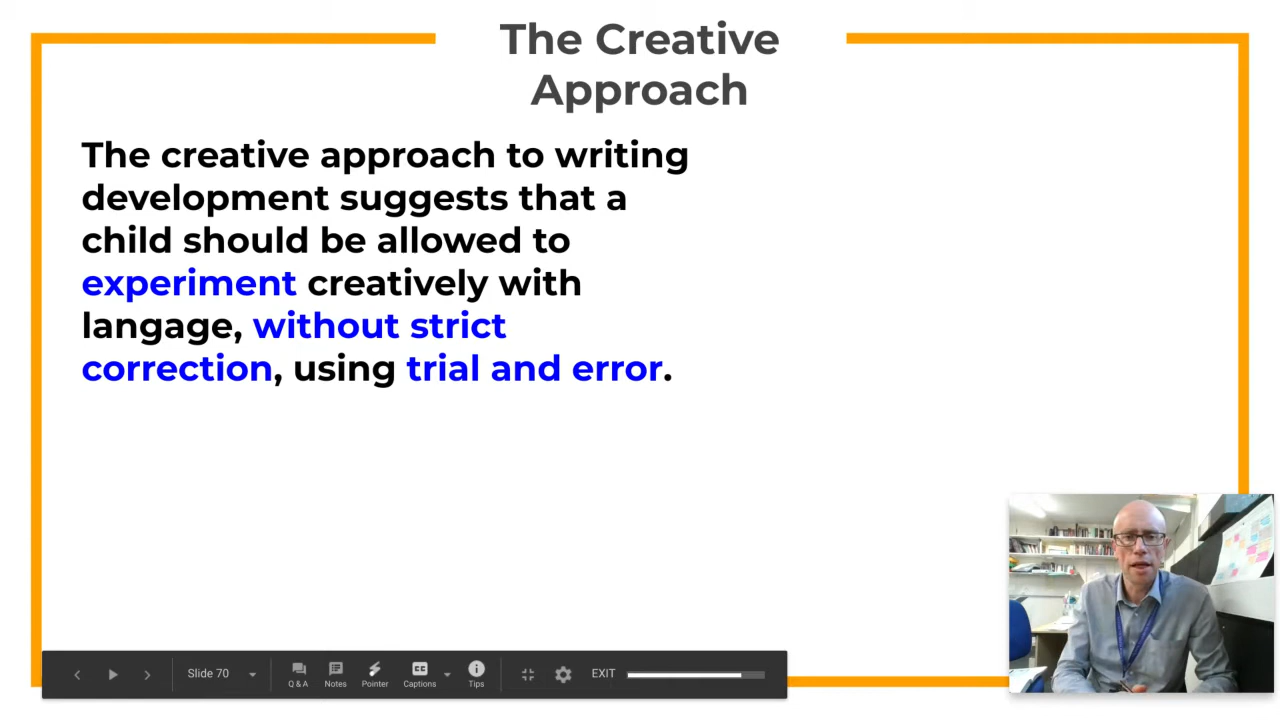 The Creative
Approach
The creative approach to writing
development suggests that a
child should be allowed to
experiment creatively with
langage, without strict
correction, using trial and error.
Slide 70
Q & A
Notes
Pointer
CC
Captions
Tips
EXIT